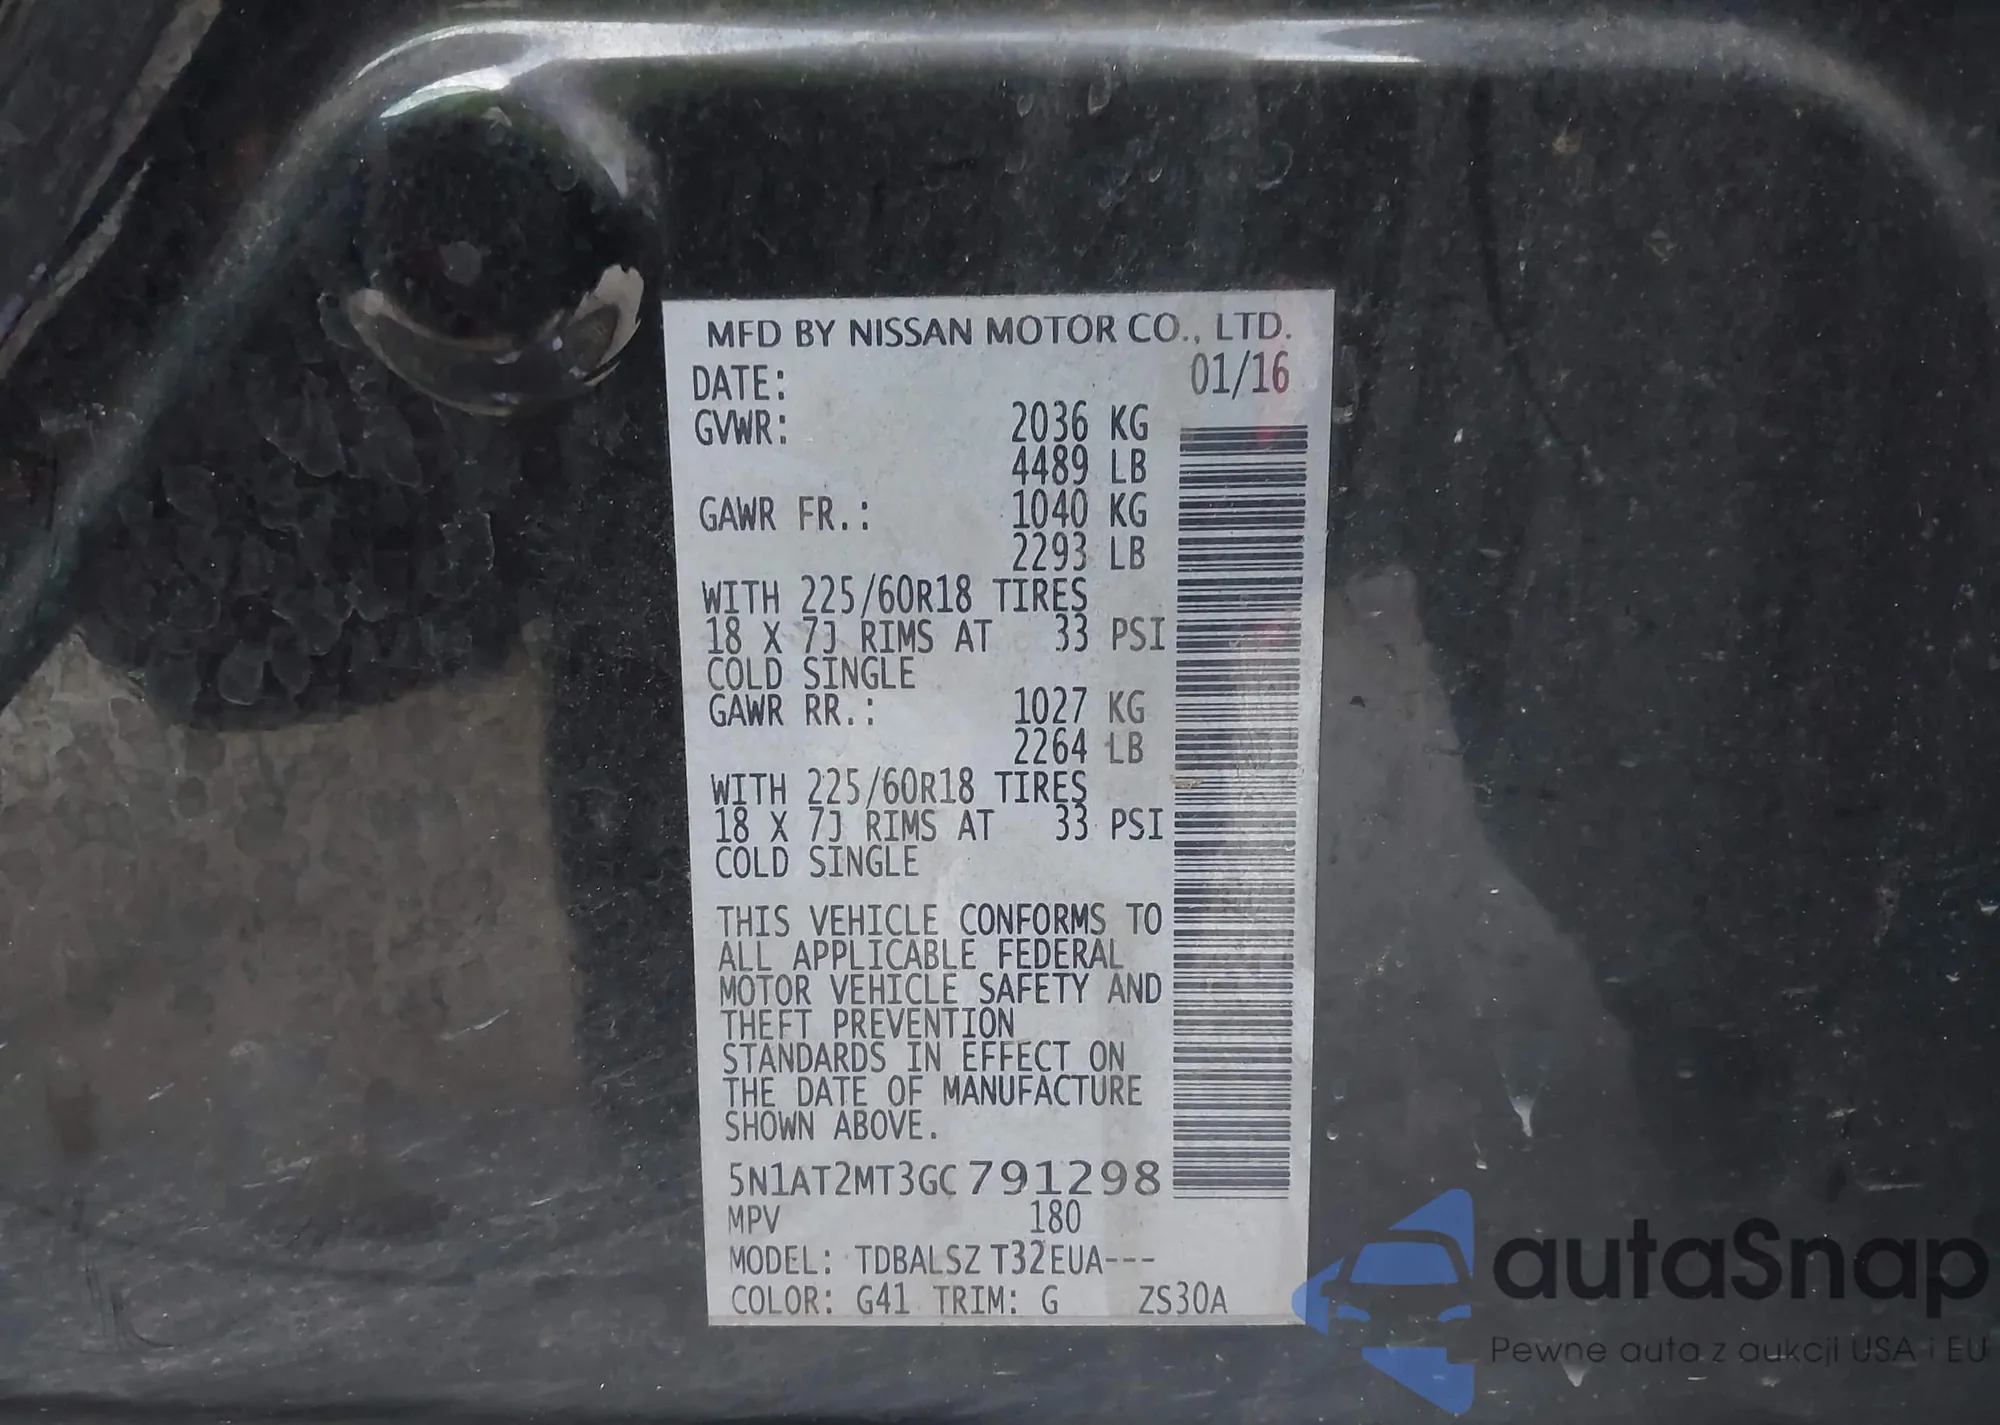 MFD BY NISSAN MOTOR CO., LTD.
DATE: 01/16
GVWR: 2036 KG
4489 LB
GAWR FR.: 1040 KG
2293 LB
WITH 225/60R18 TIRES
18 X 7J RIMS AT 33 PSI
COLD SINGLE
GAWR RR.: 1027 KG
2264 LB
WITH 225/60R18 TIRES
18 X 7J RIMS AT 33 PSI
COLD SINGLE
THIS VEHICLE CONFORMS TO
ALL APPLICABLE FEDERAL
MOTOR VEHICLE SAFETY AND
THEFT PREVENTION
STANDARDS IN EFFECT ON
THE DATE OF MANUFACTURE
SHOWN ABOVE.
5N1AT2MT3GC791298
MPV 180
MODEL: TDBALSZ T32EUA---
COLOR: G41 TRIM: G ZS30A
autaSnap
Pewne auta z aukcji USA i EU